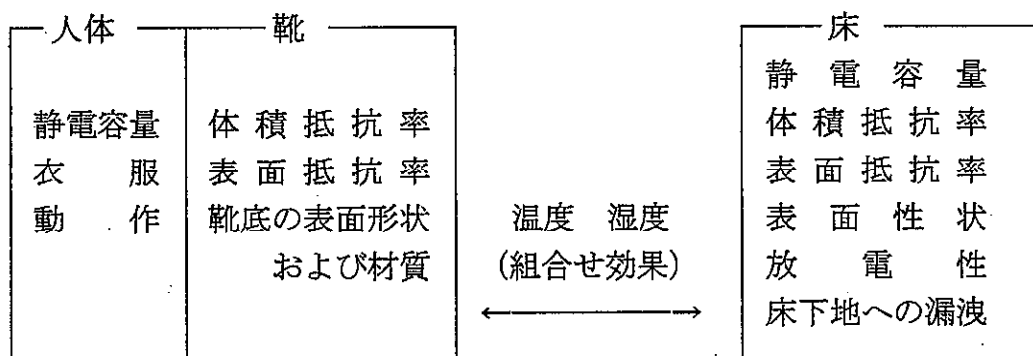 人体
静電容量
衣服
動作
靴
体積抵抗率
表面抵抗率
靴底の表面形状
および材質
温度 湿度
(組合せ効果)
床
静電容量
体積抵抗率
表面抵抗率
表面性状
放電性
床下地への漏洩